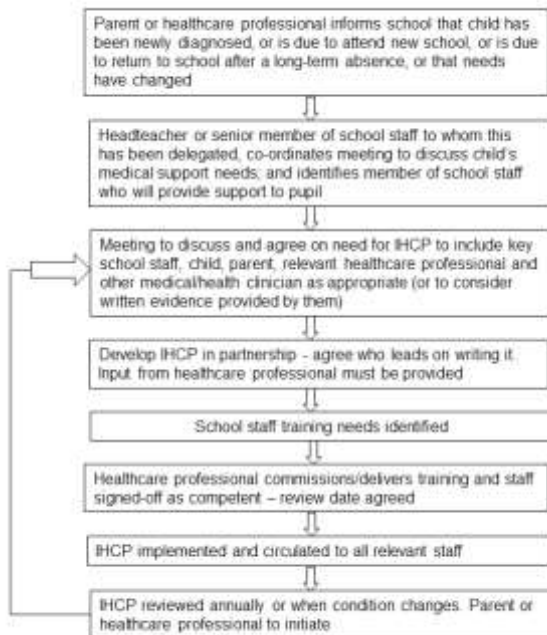 Parent or healthcare professional informs school that child has
been newly diagnosed, or is due to attend new school, or is due
to return to school after a long-term absence, or that needs
have changed
Headteacher or senior member of school staff to whom this
has been delegated, co-ordinates meeting to discuss child's
medical support needs; and identifies member of school staff
who will provide support to pupil
Meeting to discuss and agree on need for IHCP to include key
school staff, child, parent, relevant healthcare professional and
other medical/health clinician as appropriate (or to consider
written evidence provided by them)
Develop IHCP in partnership - agree who leads on writing it
Input from healthcare professional must be provided
School staff training needs identified
Healthcare professional commissions/delivers training and staff
signed-off as competent – review date agreed
IHCP implemented and circulated to all relevant staff
IHCP reviewed annually or when condition changes. Parent or
healthcare professional to initiate